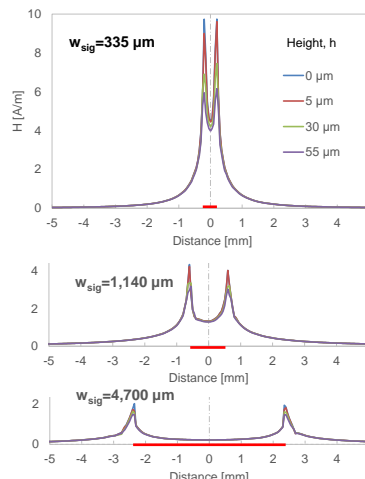 10
8
6
4
2
0
H [A/m]
w_sig=335 µm
Height, h
0 µm
5 µm
30 µm
55 µm
-5 -4 -3 -2 -1 0 1 2 3 4
Distance [mm]
4
2
0
w_sig=1,140 µm
-5 -4 -3 -2 -1 0 1 2 3 4
Distance [mm]
w_sig=4,700 µm
2
0
-5 -4 -3 -2 -1 0 1 2 3 4
Distance [mm]